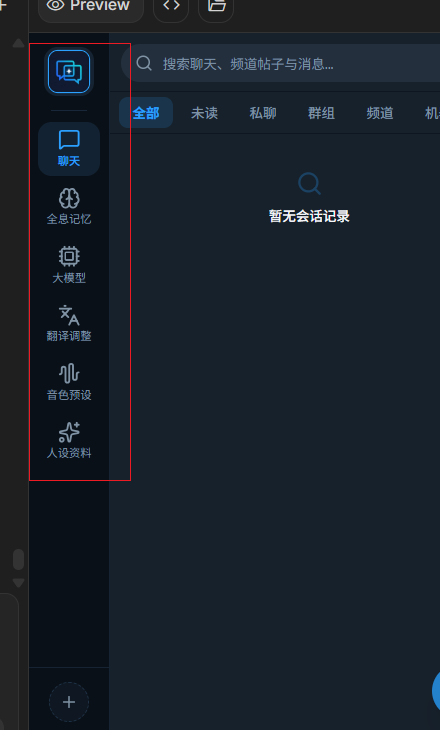 Preview
搜索聊天、频道帖子与消息...
全部 未读 私聊 群组 频道
暂无会话记录
聊天
全息记忆
大模型
翻译调整
音色预设
人设资料